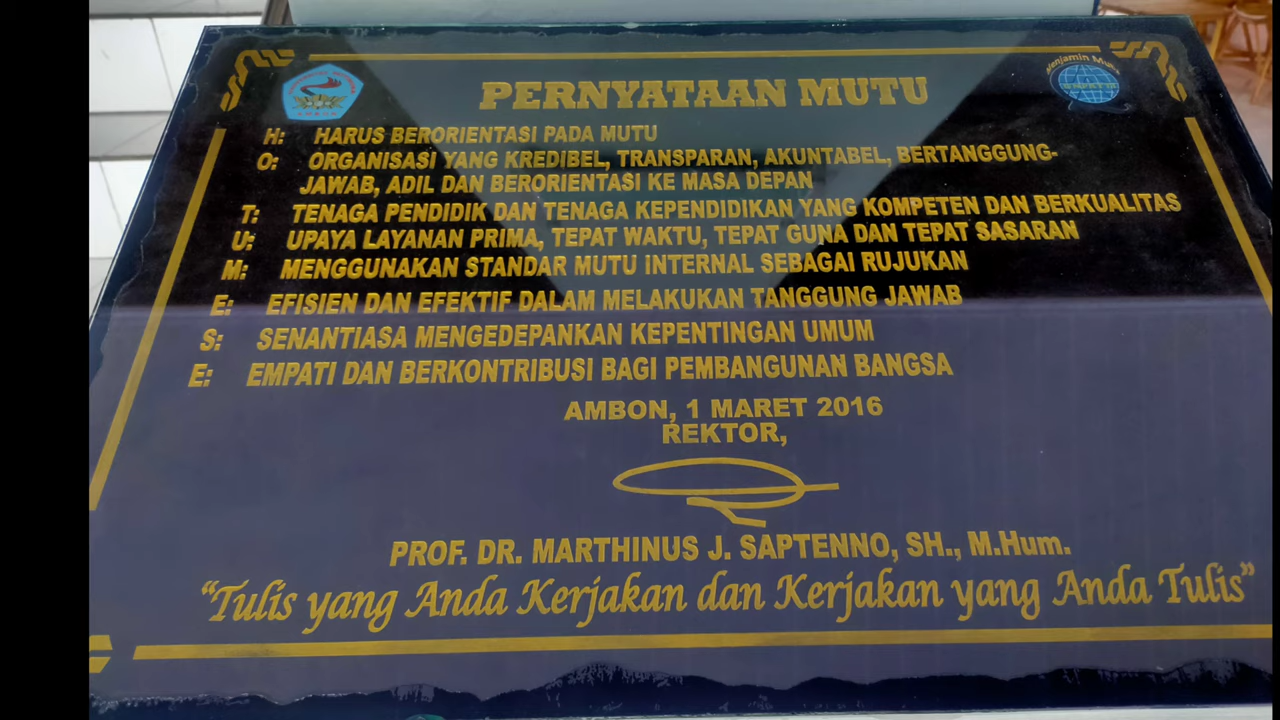 PERNYATAAN MUTU
H: HARUS BERORIENTASI PADA MUTU
O: ORGANISASI YANG KREDIBEL, TRANSPARAN, AKUNTABEL, BERTANGGUNG-
JAWAB, ADIL DAN BERORIENTASI KE MASA DEPAN
T: TENAGA PENDIDIK DAN TENAGA KEPENDIDIKAN YANG KOMPETEN DAN BERKUALITAS
U: UPAYA LAYANAN PRIMA, TEPAT WAKTU, TEPAT GUNA DAN TEPAT SASARAN
M: MENGGUNAKAN STANDAR MUTU INTERNAL SEBAGAI RUJUKAN
E: EFISIEN DAN EFEKTIF DALAM MELAKUKAN TANGGUNG JAWAB
S: SENANTIASA MENGEDEPANKAN KEPENTINGAN UMUM
E: EMPATI DAN BERKONTRIBUSI BAGI PEMBANGUNAN BANGSA
AMBON, 1 MARET 2016
REKTOR,
PROF. DR. MARTHINUS J. SAPTENNO, SH., M.Hum.
“Tulis yang Anda Kerjakan dan Kerjakan yang Anda Tulis”